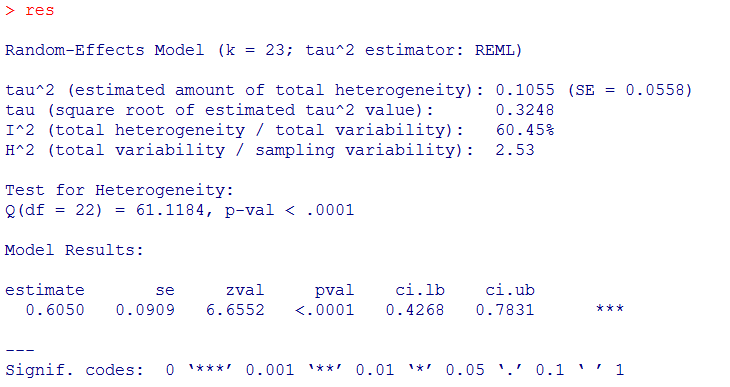 > res
Random-Effects Model (k = 23; tau^2 estimator: REML)
tau^2 (estimated amount of total heterogeneity): 0.1055 (SE = 0.0558)
tau (square root of estimated tau^2 value): 0.3248
I^2 (total heterogeneity / total variability): 60.45%
H^2 (total variability / sampling variability): 2.53
Test for Heterogeneity:
Q(df = 22) = 61.1184, p-val < .0001
Model Results:
estimate se zval pval ci.lb ci.ub
0.6050 0.0909 6.6552 <.0001 0.4268 0.7831 ***
---
Signif. codes: 0 ‘***’ 0.001 ‘**’ 0.01 ‘*’ 0.05 ‘.’ 0.1 ‘ ’ 1